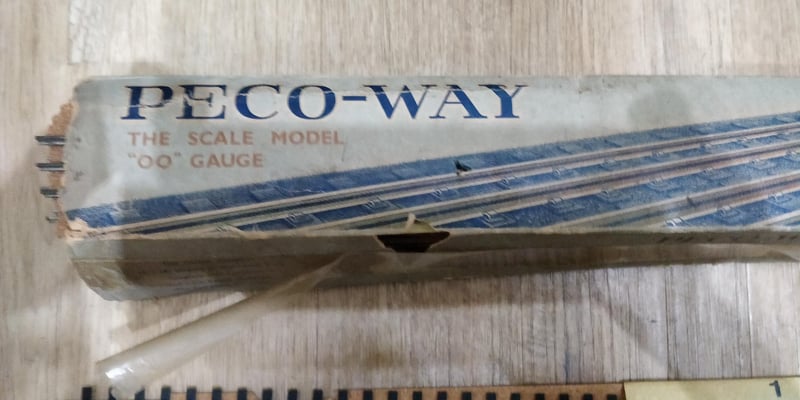 PECO-WAY
THE SCALE MODEL
"OO" GAUGE
1